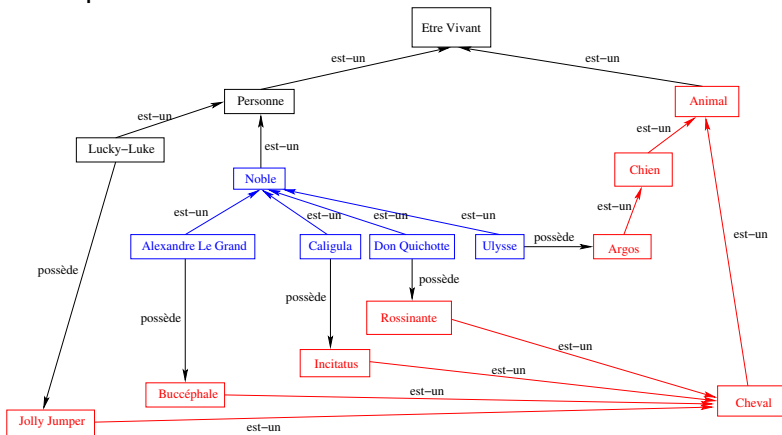 Etre Vivant
est-un
est-un
Personne
Animal
est-un
est-un
Lucky-Luke
est-un
Chien
Noble
est-un
est-un
est-un
est-un
est-un
Alexandre Le Grand
Caligula
Don Quichotte
Ulysse
possède
Argos
est-un
possède
possède
possède
possède
Rossinante
Incitatus
est-un
est-un
Buccéphale
est-un
Cheval
Jolly Jumper
est-un